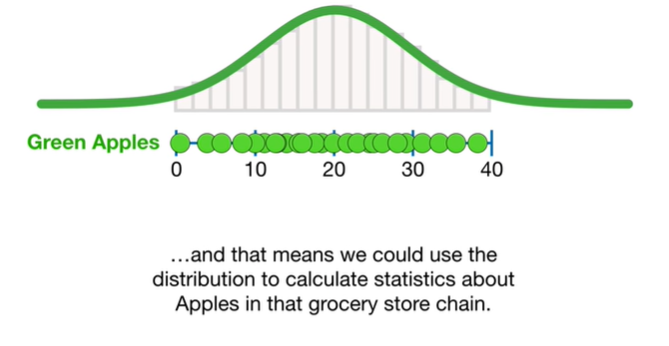 Green Apples
0 10 20 30 40
...and that means we could use the
distribution to calculate statistics about
Apples in that grocery store chain.